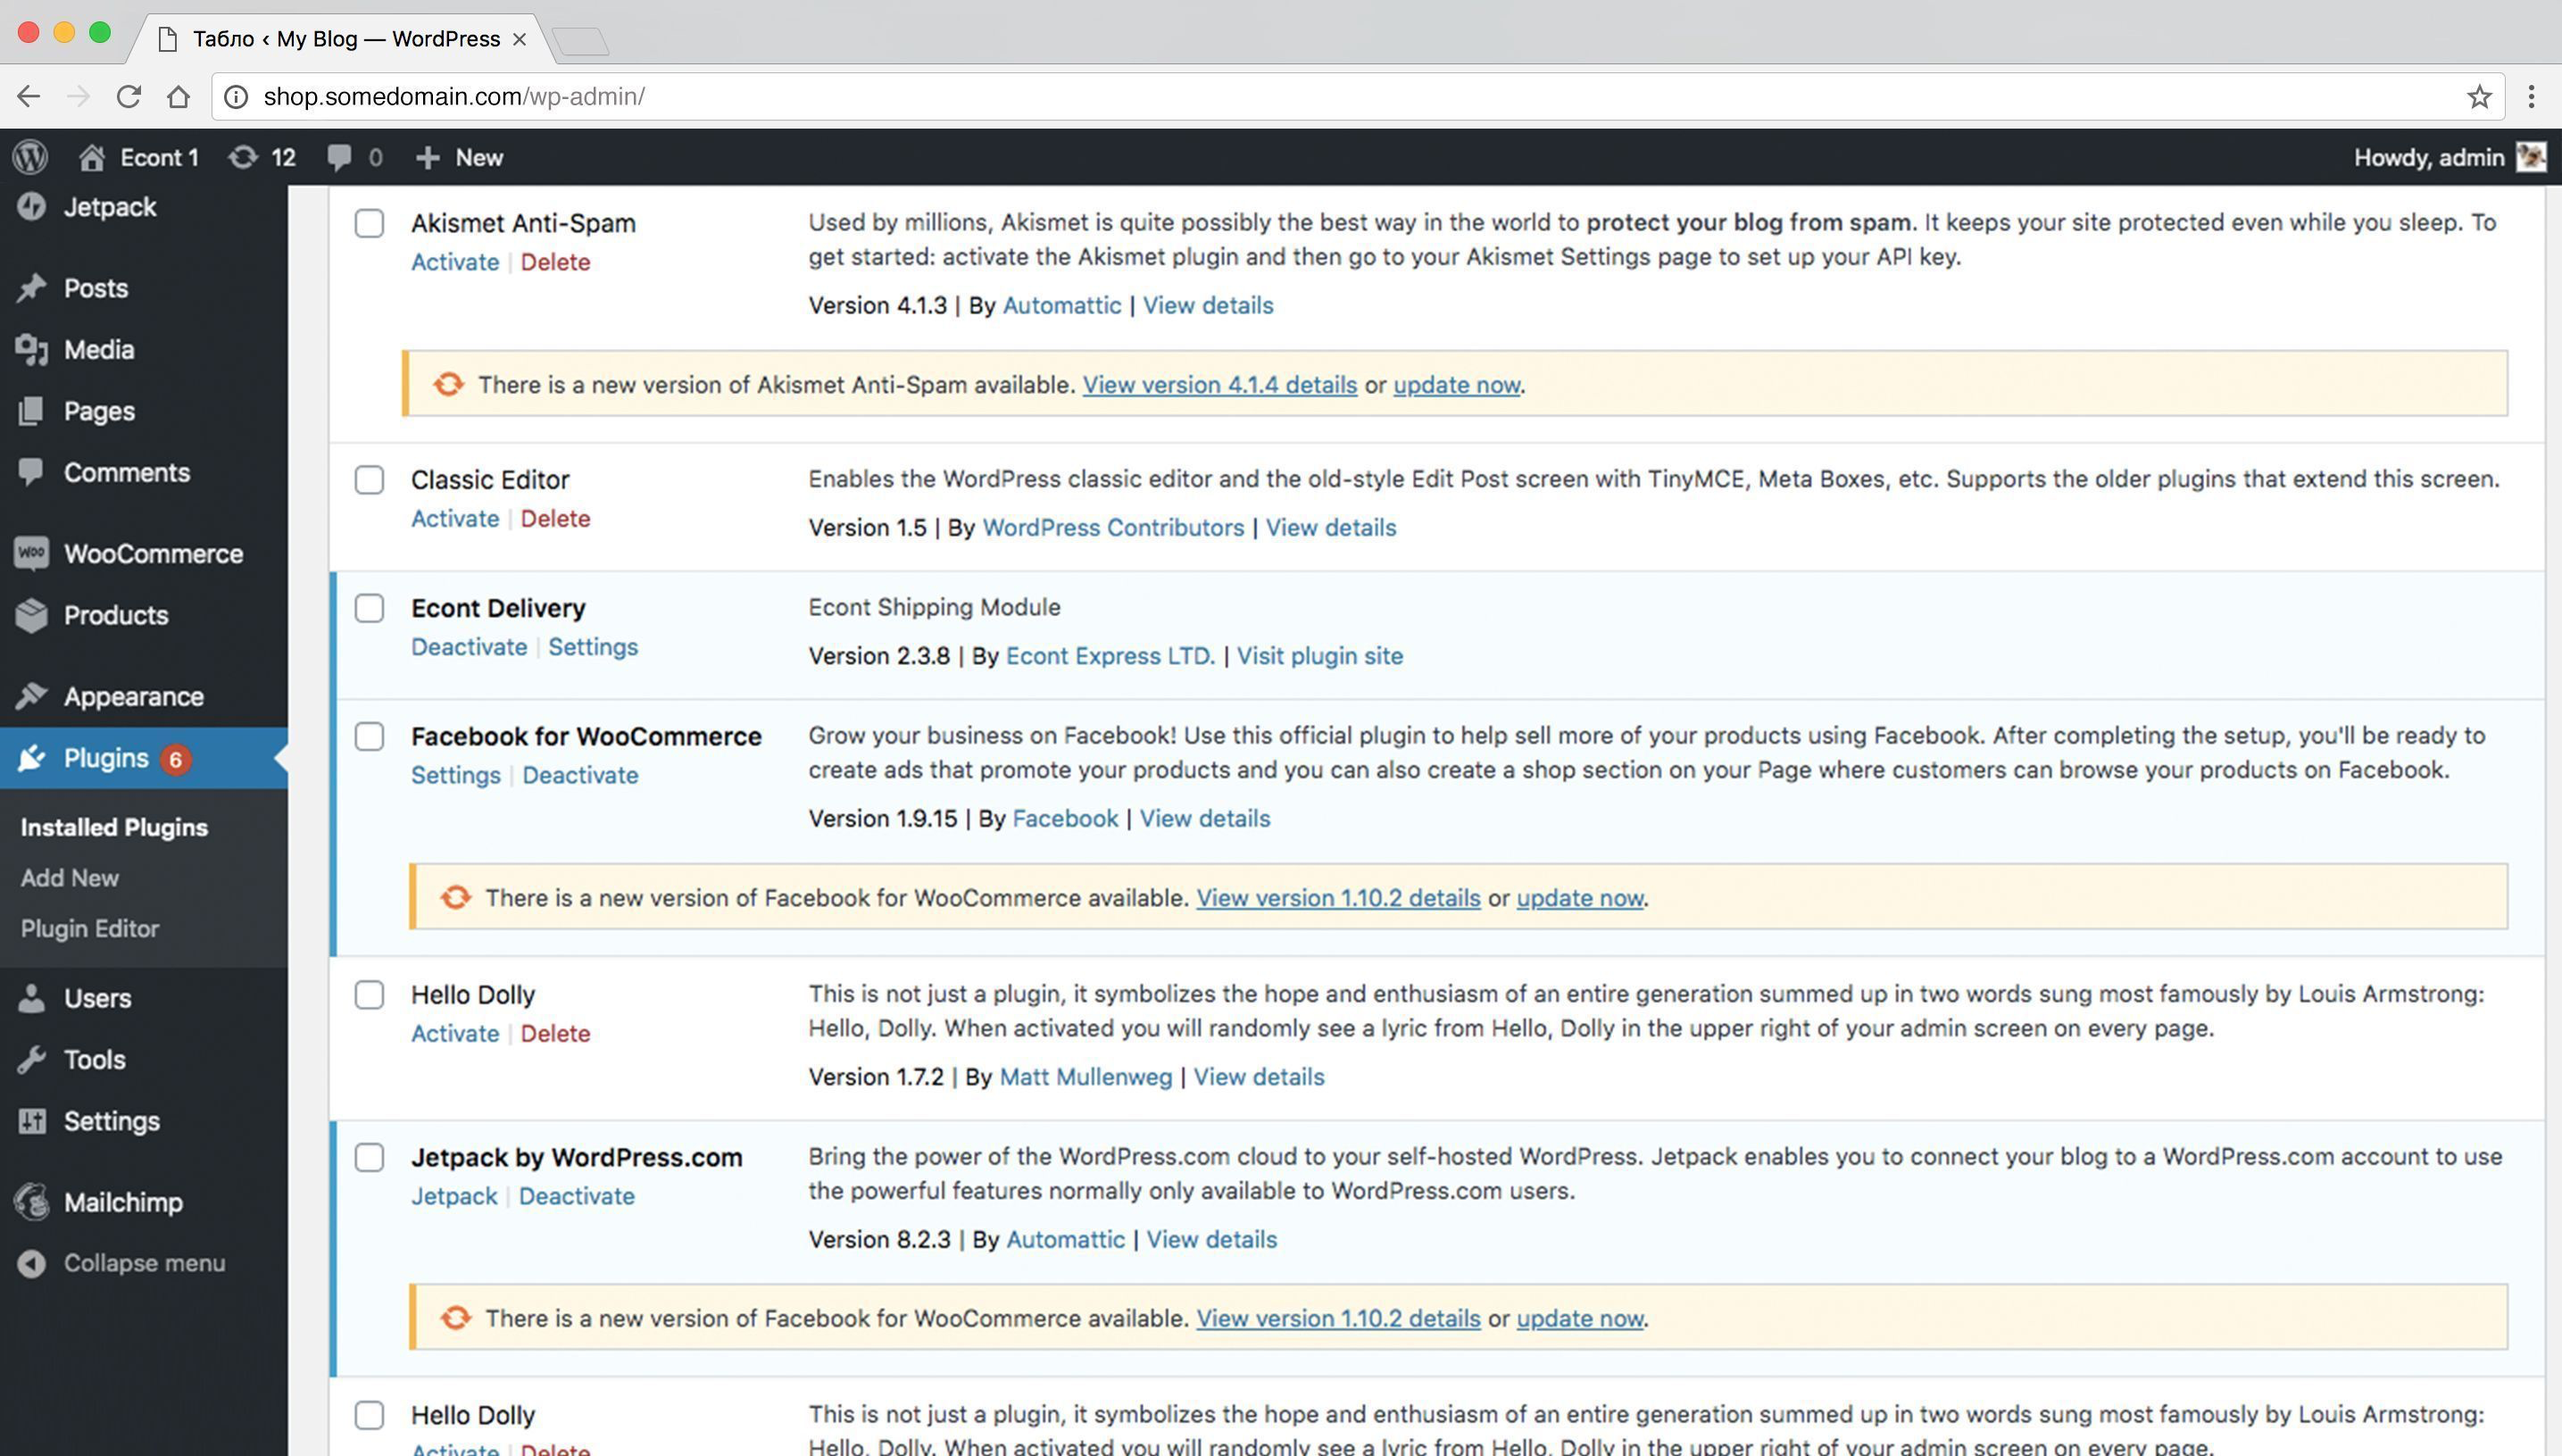 Табло ‹ My Blog — WordPress
shop.somedomain.com/wp-admin/
Econt 1 12 0 New Howdy, admin
Jetpack
Posts
Media
Pages
Comments
WOO WooCommerce
Products
Appearance
Plugins 6
Installed Plugins
Add New
Plugin Editor
Users
Tools
Settings
Mailchimp
Collapse menu
Akismet Anti-Spam
Activate | Delete
Used by millions, Akismet is quite possibly the best way in the world to protect your blog from spam. It keeps your site protected even while you sleep. To
get started: activate the Akismet plugin and then go to your Akismet Settings page to set up your API key.
Version 4.1.3 | By Automattic | View details
There is a new version of Akismet Anti-Spam available. View version 4.1.4 details or update now.
Classic Editor
Activate | Delete
Enables the WordPress classic editor and the old-style Edit Post screen with TinyMCE, Meta Boxes, etc. Supports the older plugins that extend this screen.
Version 1.5 | By WordPress Contributors | View details
Econt Delivery
Deactivate | Settings
Econt Shipping Module
Version 2.3.8 | By Econt Express LTD. | Visit plugin site
Facebook for WooCommerce
Settings | Deactivate
Grow your business on Facebook! Use this official plugin to help sell more of your products using Facebook. After completing the setup, you'll be ready to
create ads that promote your products and you can also create a shop section on your Page where customers can browse your products on Facebook.
Version 1.9.15 | By Facebook | View details
There is a new version of Facebook for WooCommerce available. View version 1.10.2 details or update now.
Hello Dolly
Activate | Delete
This is not just a plugin, it symbolizes the hope and enthusiasm of an entire generation summed up in two words sung most famously by Louis Armstrong:
Hello, Dolly. When activated you will randomly see a lyric from Hello, Dolly in the upper right of your admin screen on every page.
Version 1.7.2 | By Matt Mullenweg | View details
Jetpack by WordPress.com
Jetpack | Deactivate
Bring the power of the WordPress.com cloud to your self-hosted WordPress. Jetpack enables you to connect your blog to a WordPress.com account to use
the powerful features normally only available to WordPress.com users.
Version 8.2.3 | By Automattic | View details
There is a new version of Facebook for WooCommerce available. View version 1.10.2 details or update now.
Hello Dolly
Activate | Delete
This is not just a plugin, it symbolizes the hope and enthusiasm of an entire generation summed up in two words sung most famously by Louis Armstrong:
Hello, Dolly. When activated you will randomly see a lyric from Hello, Dolly in the upper right of your admin screen on every page.